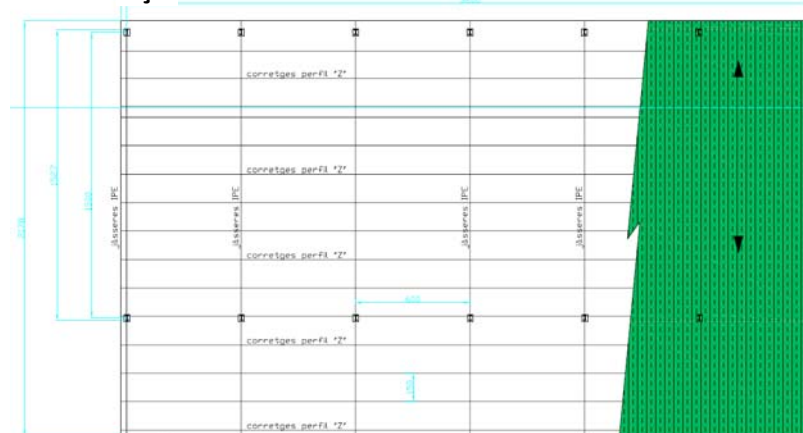 corretges perfil "Z"
corretges perfil "Z"
jàsseres IPE
jàsseres IPE
jàsseres IPE
jàsseres IPE
corretges perfil "Z"
600
corretges perfil "Z"
150
corretges perfil "Z"